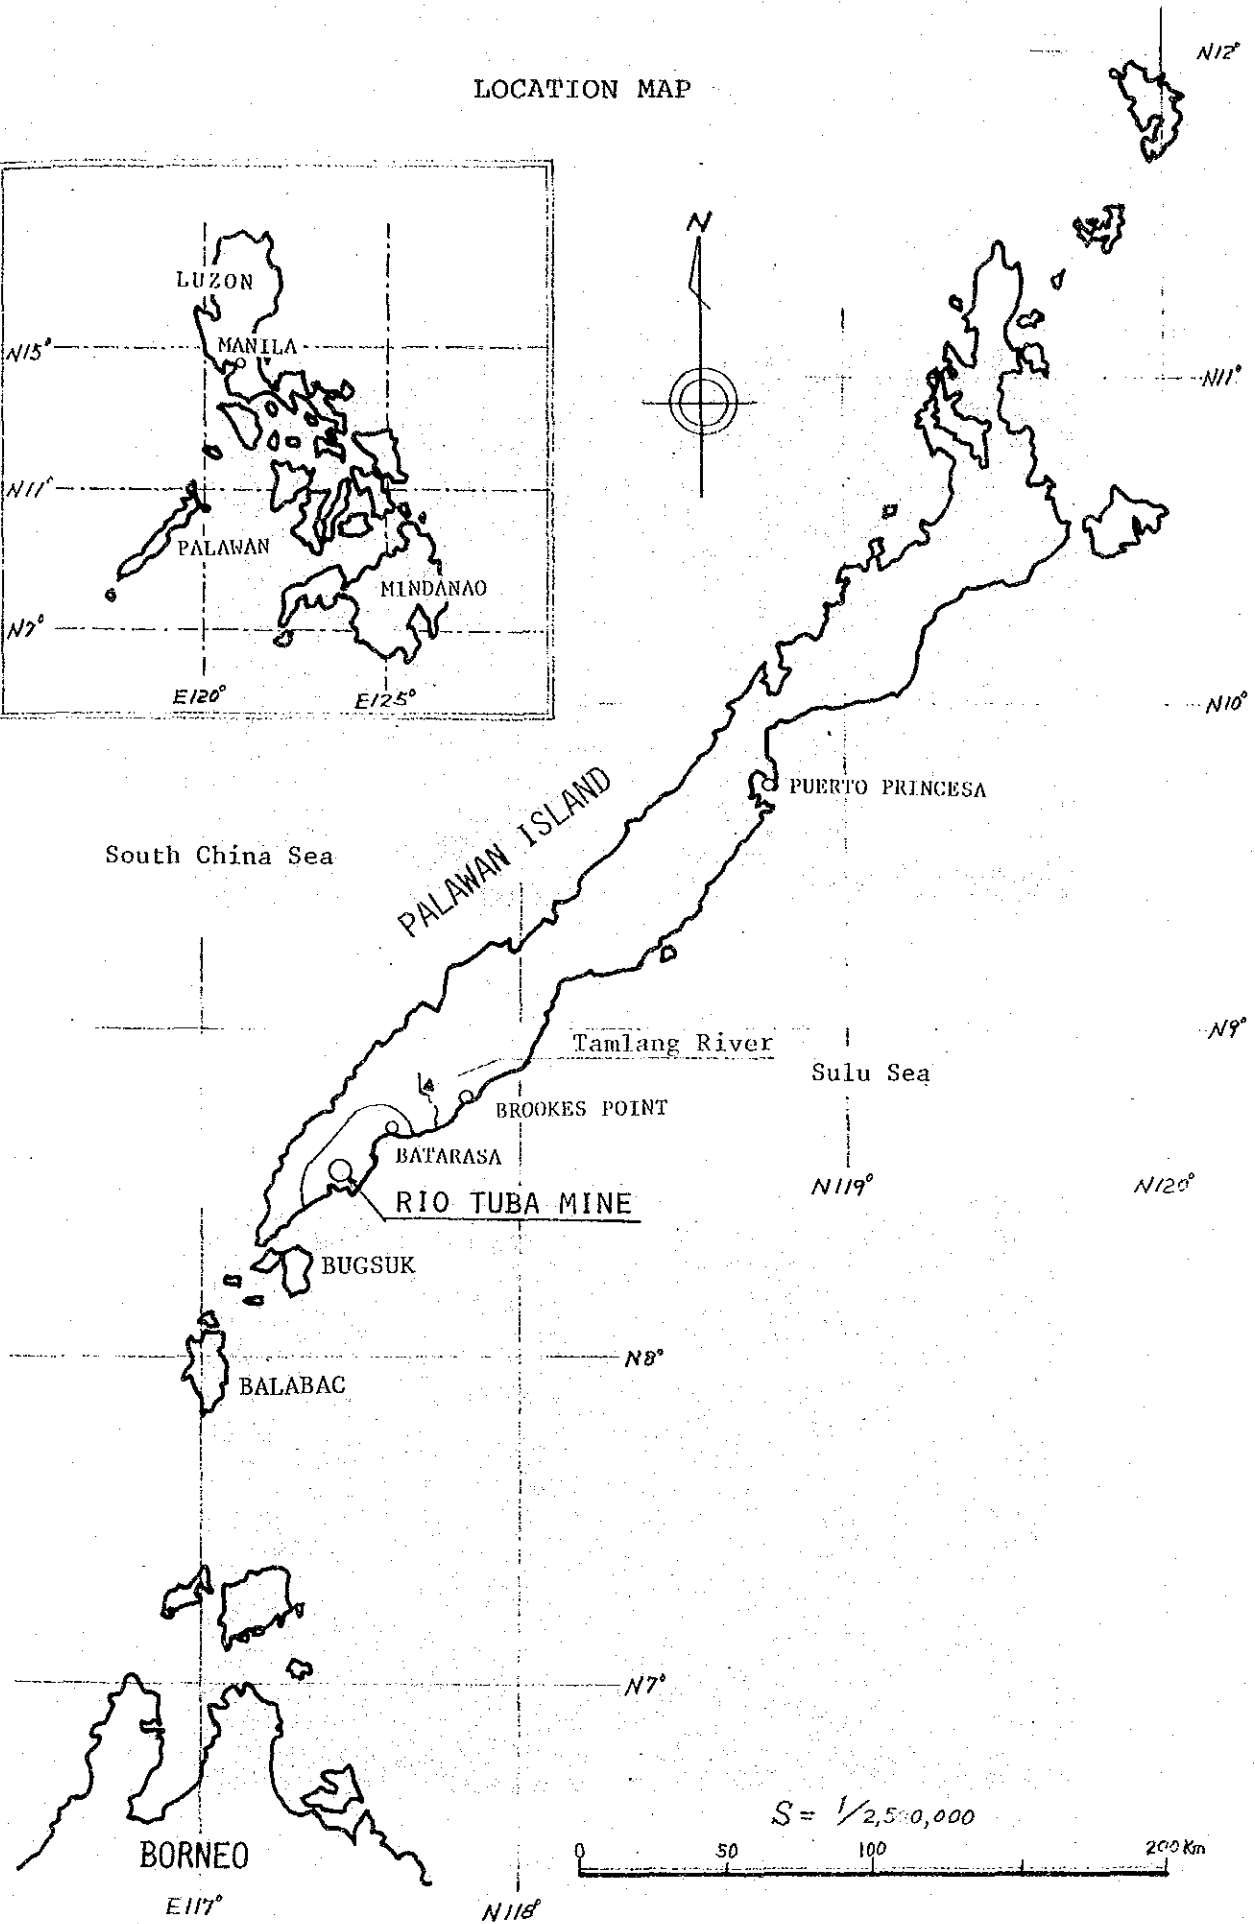 LOCATION MAP
N12°
N
LUZON
MANILA
N15°
N11°
PALAWAN
MINDANAO
N7°
E120°
E125°
N11°
N10°
PUERTO PRINCESA
PALAWAN ISLAND
South China Sea
N9°
Tamlang River
Sulu Sea
BROOKES POINT
BATARASA
N119°
N120°
RIO TUBA MINE
BUGSUK
N8°
BALABAC
N7°
S = 1/2,500,000
0 50 100 200 Km
BORNEO
E117°
N118°